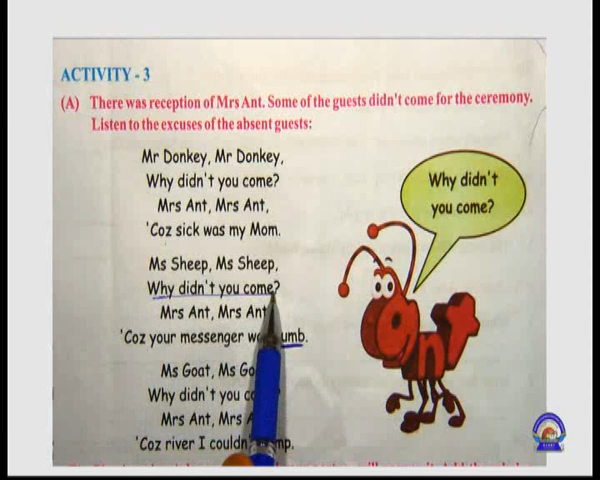 ACTIVITY - 3
(A) There was reception of Mrs Ant. Some of the guests didn't come for the ceremony.
Listen to the excuses of the absent guests:
Mr Donkey, Mr Donkey,
Why didn't you come?
Mrs Ant, Mrs Ant,
'Coz sick was my Mom.
Ms Sheep, Ms Sheep,
Why didn't you come?
Mrs Ant, Mrs Ant
'Coz your messenger umb.
Ms Goat, Ms
Why didn't you
Mrs Ant, Mrs
'Coz river I mp.
Why didn't
you come?
ant